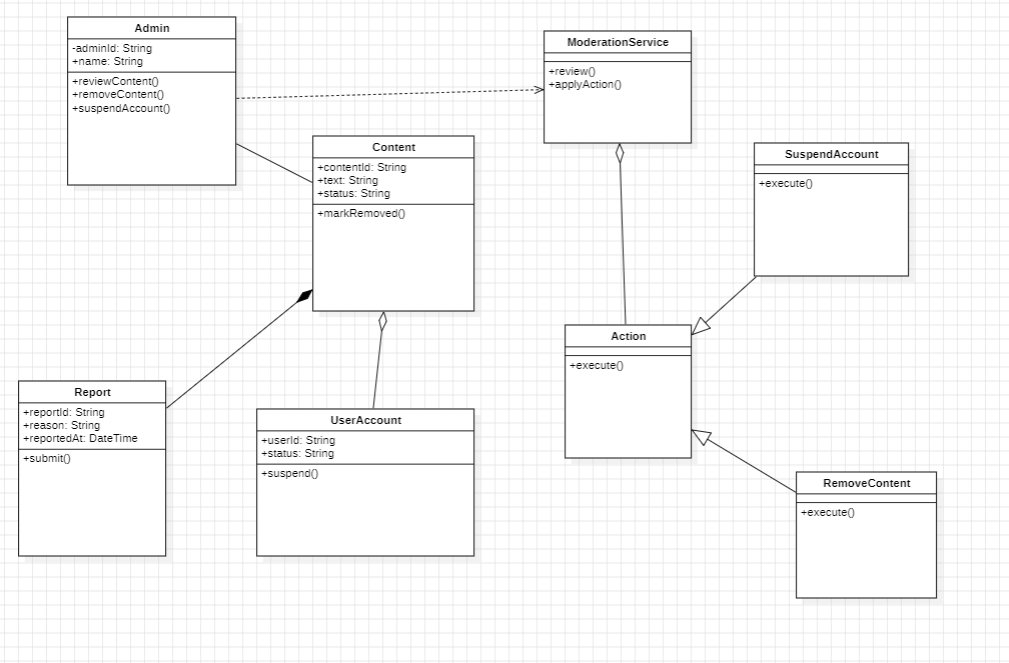 Admin
-adminId: String
+name: String
+reviewContent()
+removeContent()
+suspendAccount()
ModerationService
+review()
+applyAction()
Content
+contentId: String
+text: String
+status: String
+markRemoved()
SuspendAccount
+execute()
Action
+execute()
Report
+reportId: String
+reason: String
+reportedAt: DateTime
+submit()
UserAccount
+userId: String
+status: String
+suspend()
RemoveContent
+execute()